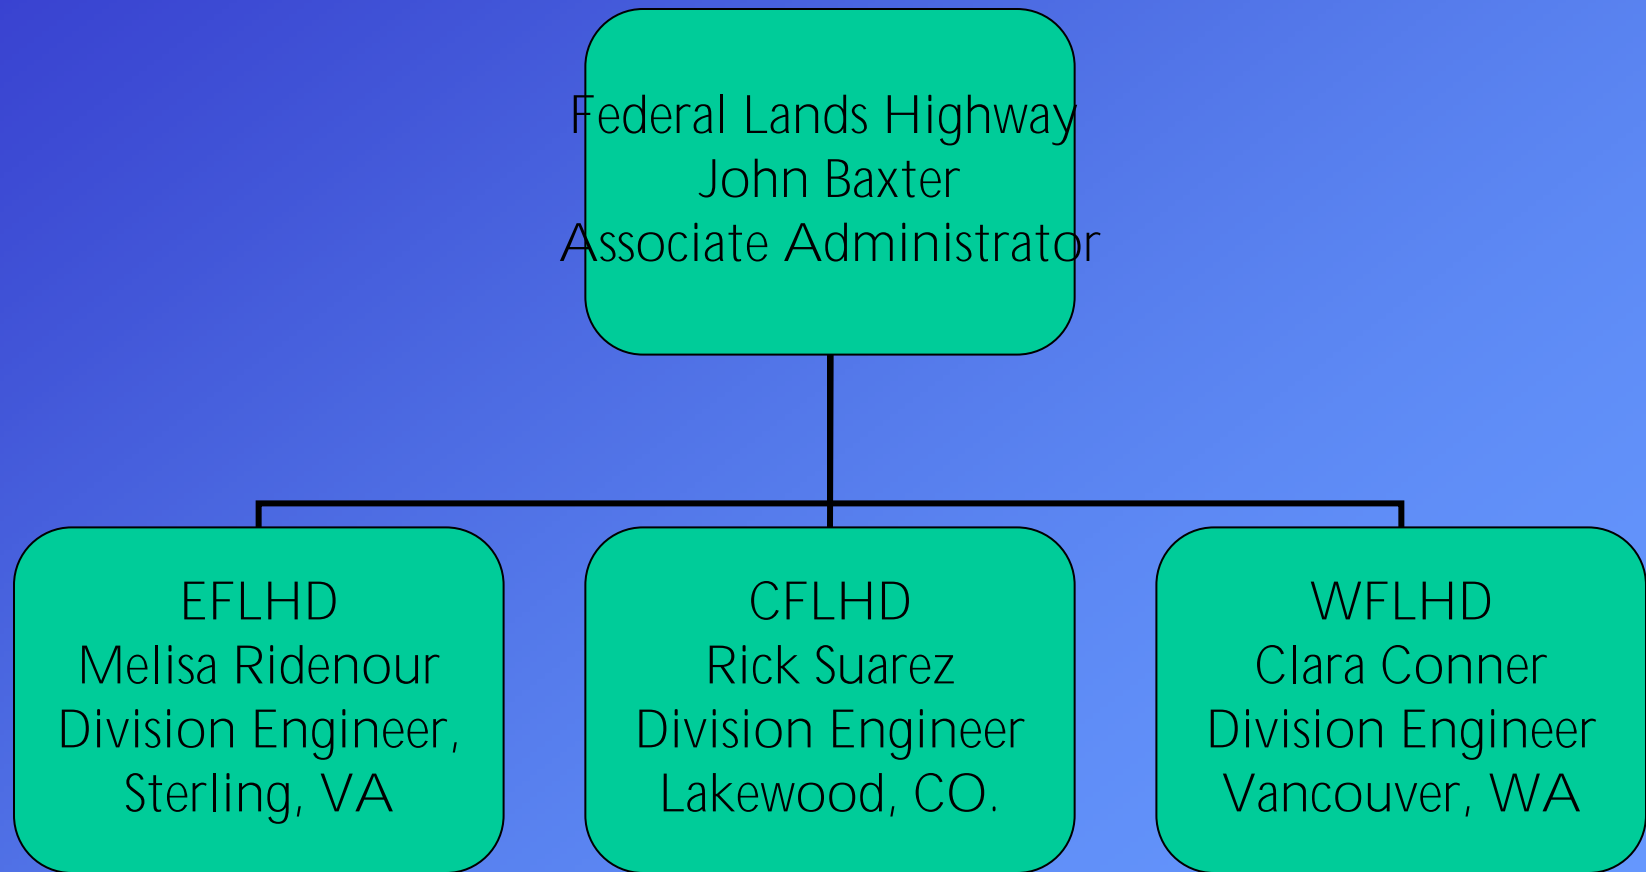 Federal Lands Highway
John Baxter
Associate Administrator
EFLHD
Melisa Ridenour
Division Engineer,
Sterling, VA
CFLHD
Rick Suarez
Division Engineer
Lakewood, CO.
WFLHD
Clara Conner
Division Engineer
Vancouver, WA